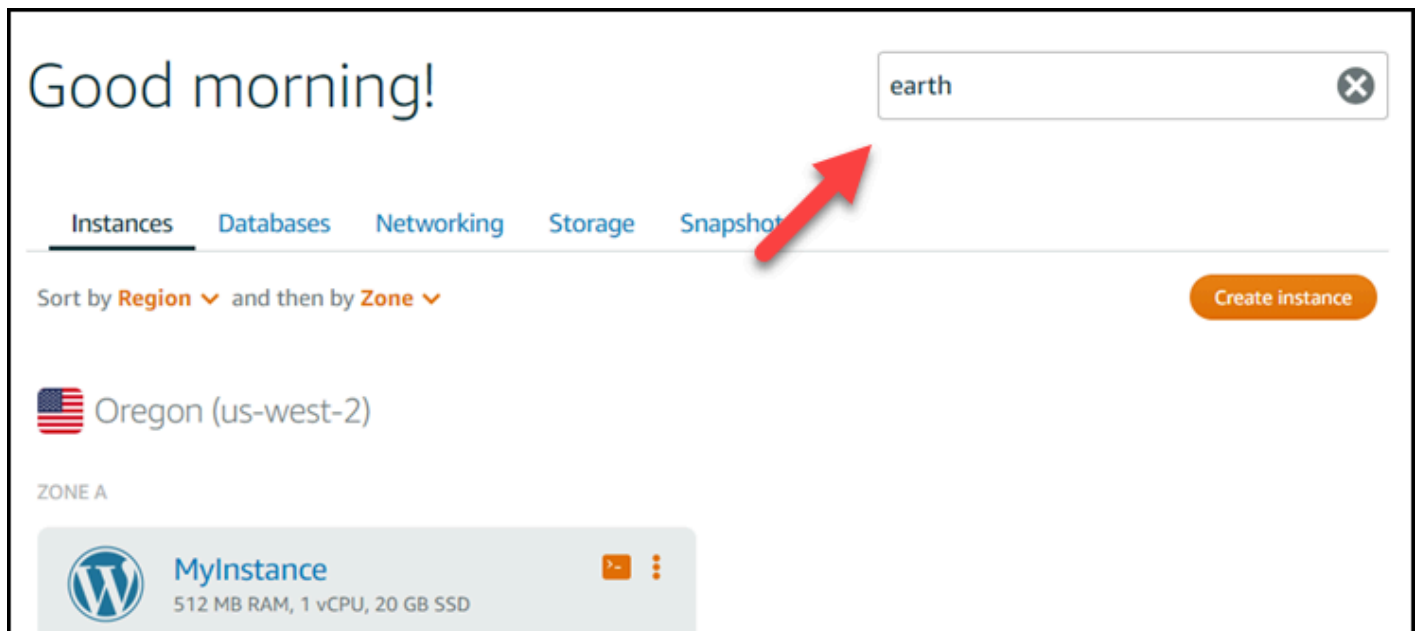 Good morning!
earth
Instances Databases Networking Storage Snapshot
Sort by Region and then by Zone
Create instance
Oregon (us-west-2)
ZONE A
MyInstance
512 MB RAM, 1 vCPU, 20 GB SSD